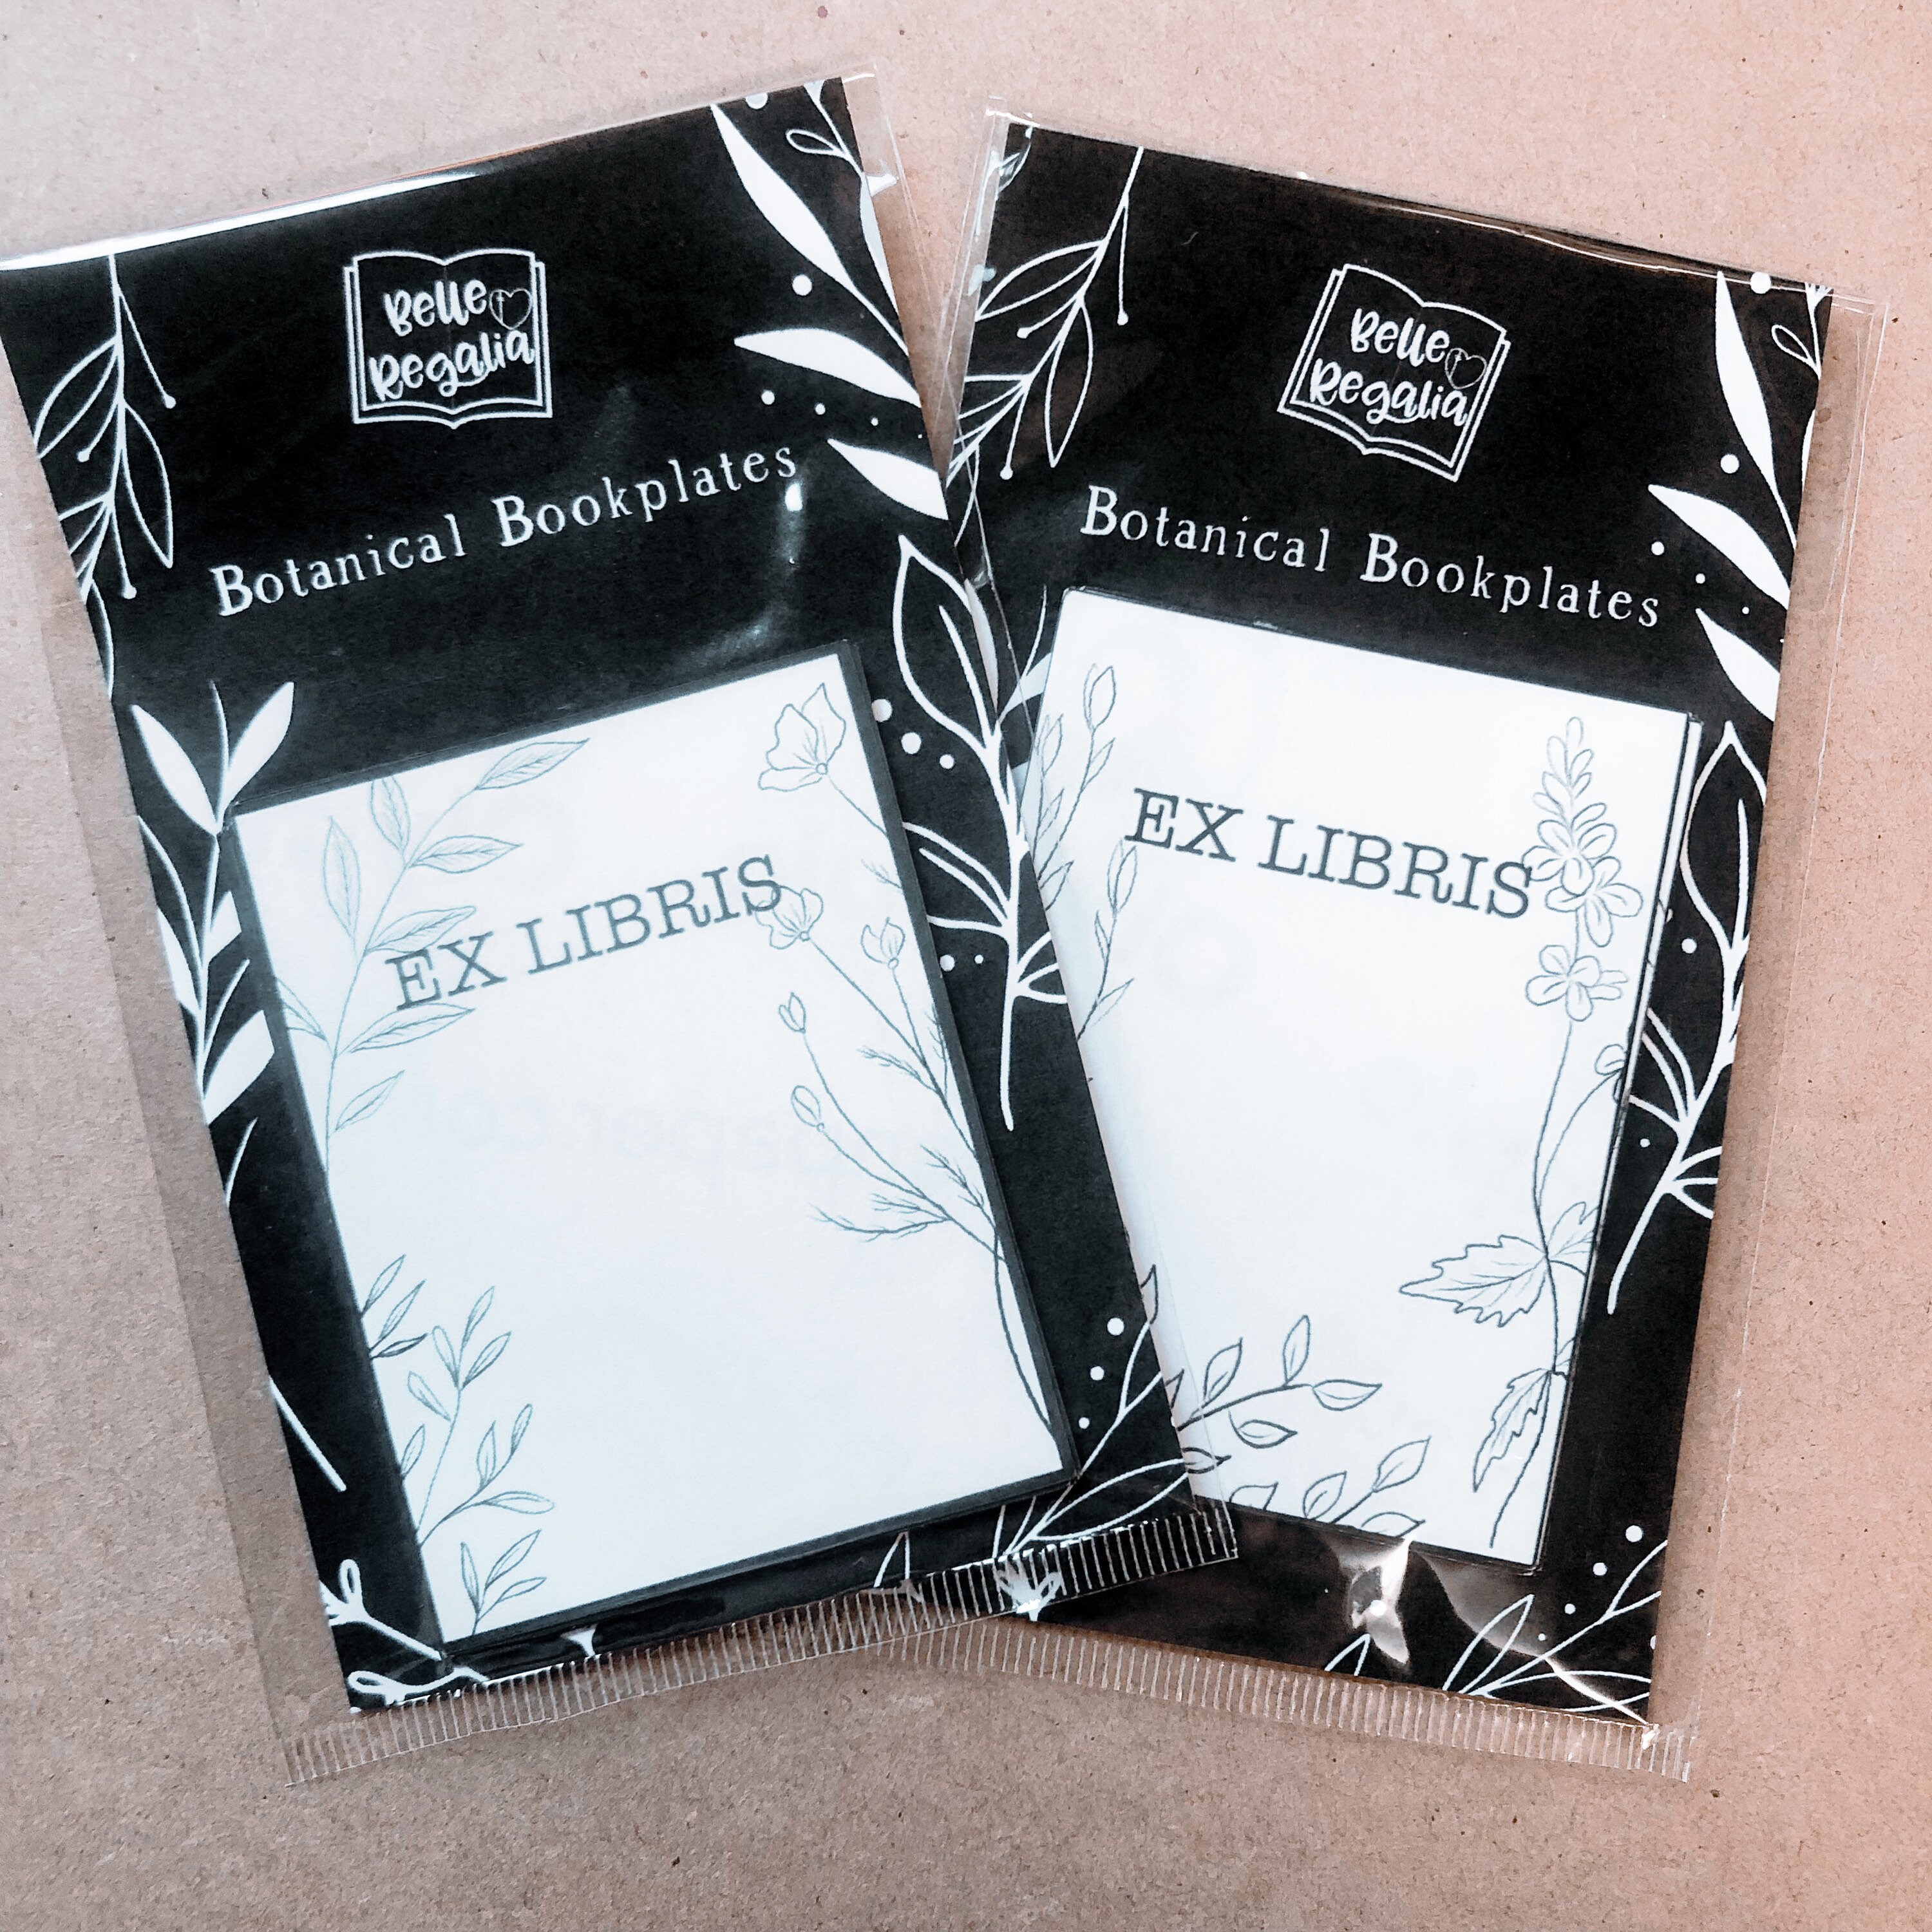 Belle
Regalia
Botanical Bookplates
EX LIBRIS
Belle
Regalia
Botanical Bookplates
EX LIBRIS